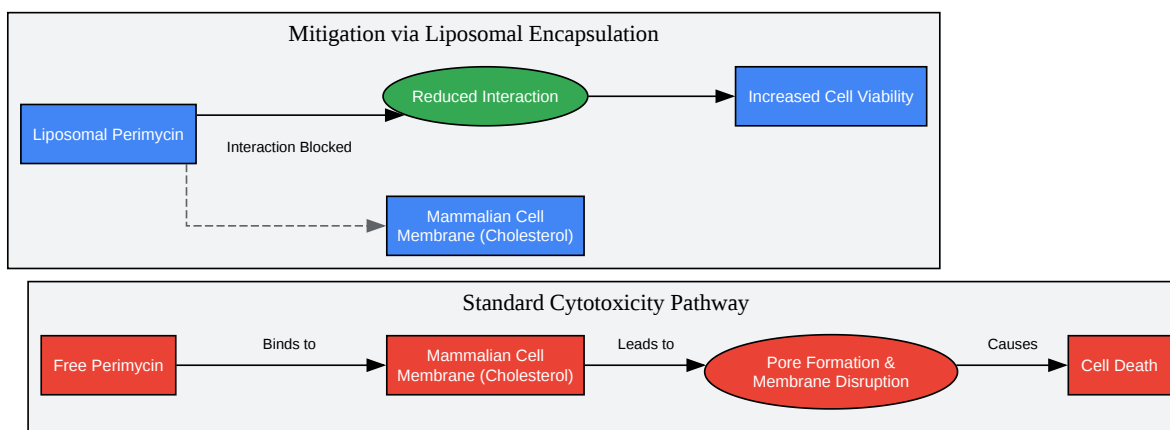 Mitigation via Liposomal Encapsulation
Liposomal Perimycin
Interaction Blocked
Reduced Interaction
Increased Cell Viability
Mammalian Cell
Membrane (Cholesterol)
Standard Cytotoxicity Pathway
Free Perimycin
Binds to
Mammalian Cell
Membrane (Cholesterol)
Leads to
Pore Formation &
Membrane Disruption
Causes
Cell Death